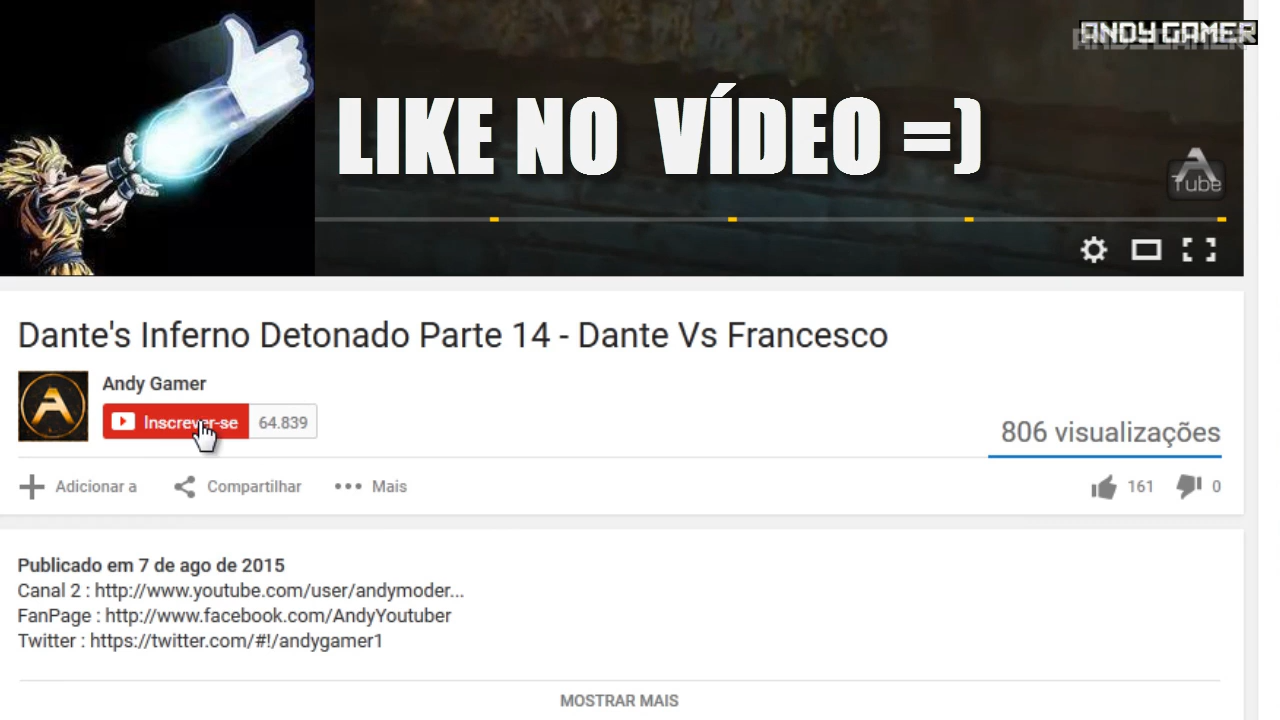 ANDY GAMER
LIKE NO VÍDEO =)
A
Tube
Dante's Inferno Detonado Parte 14 - Dante Vs Francesco
A
Andy Gamer
Inscrever-se 64.839
806 visualizações
Adicionar a Compartilhar Mais 161 0
Publicado em 7 de ago de 2015
Canal 2 : http://www.youtube.com/user/andymoder...
FanPage : http://www.facebook.com/AndyYoutuber
Twitter : https://twitter.com/#!/andygamer1
MOSTRAR MAIS